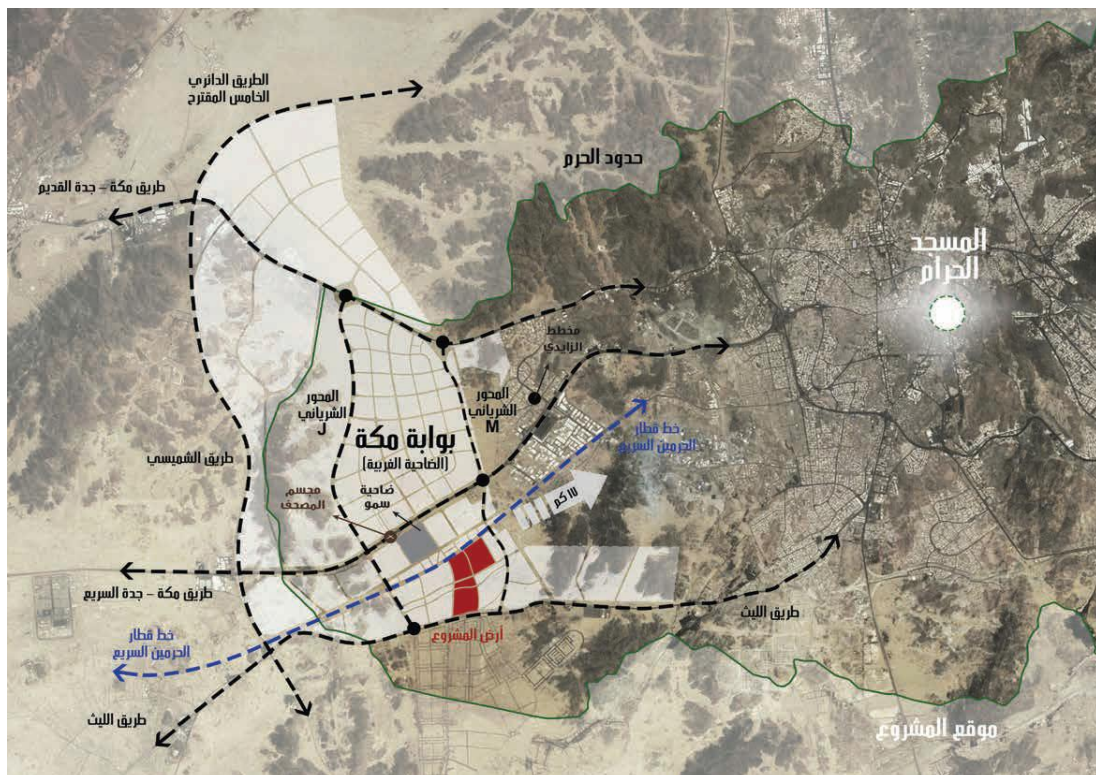 الطريق الدائري
الخامس المقترح
حدود الحرم
طريق مكة - جدة القديم
المسجد
الحرام
مخطط
الزايدي
المحور
الشرياني
J
المحور
الشرياني
M
بوابة مكة
(الضاحية الغربية)
خط قطار
الحرمين السريع
طريق الشميسي
ضاحية
سمو
مجسم
المصحف
١٧ كم
طريق مكة - جدة السريع
طريق الليث
أرض المشروع
خط قطار
الحرمين السريع
طريق الليث
موقع المشروع